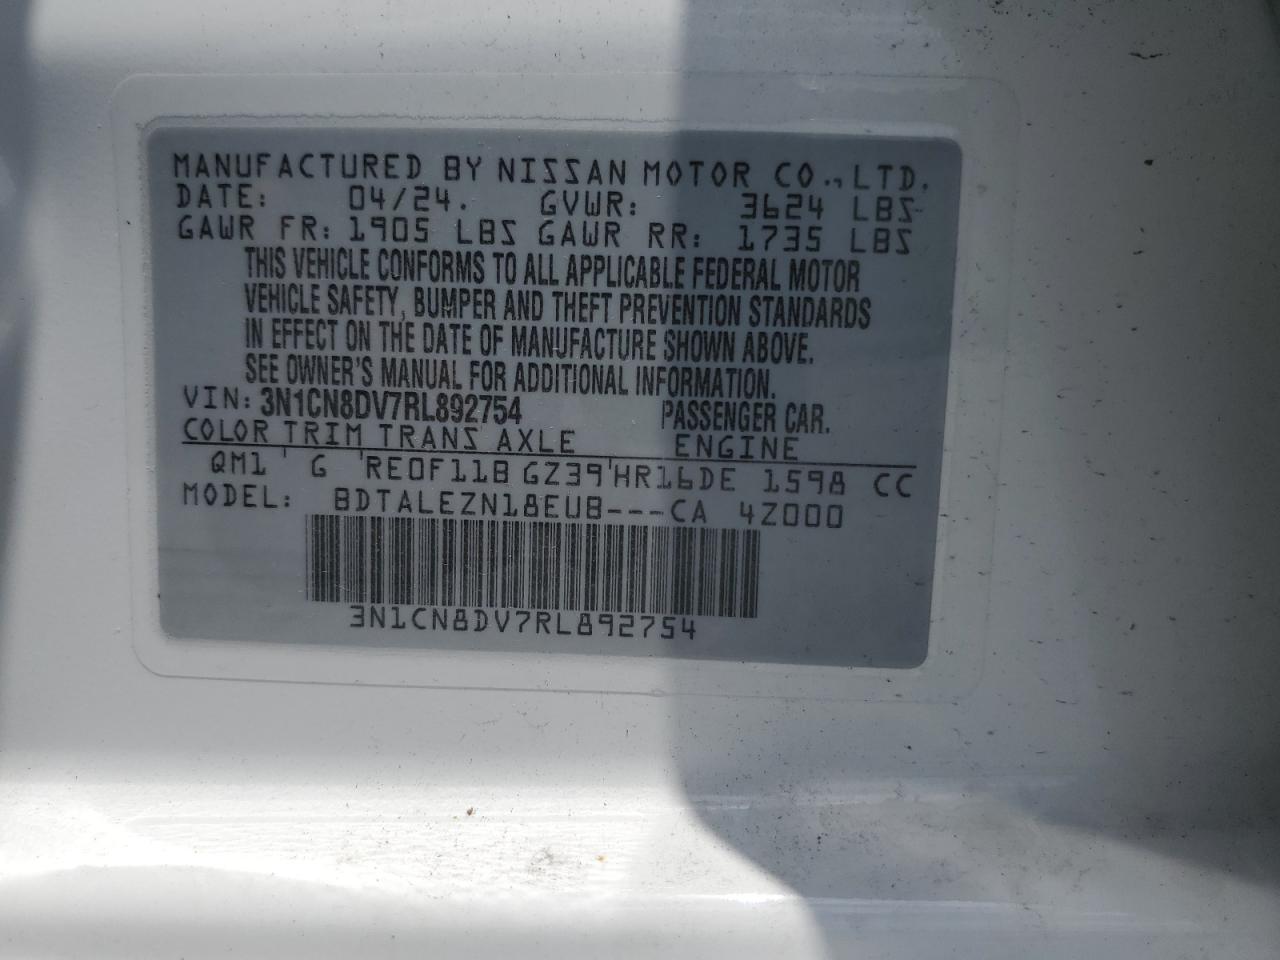 MANUFACTURED BY NISSAN MOTOR CO., LTD.
DATE: 04/24. GVWR: 3624 LBS
GAWR FR: 1905 LBS GAWR RR: 1735 LBS
THIS VEHICLE CONFORMS TO ALL APPLICABLE FEDERAL MOTOR
VEHICLE SAFETY, BUMPER AND THEFT PREVENTION STANDARDS
IN EFFECT ON THE DATE OF MANUFACTURE SHOWN ABOVE.
SEE OWNER'S MANUAL FOR ADDITIONAL INFORMATION.
VIN: 3N1CN8DV7RL892754 PASSENGER CAR.
COLOR TRIM TRANS AXLE ENGINE
QM1 G RE0F11B GZ39 HR16DE 1598 CC
MODEL: BDTALEZN18EUB---CA 4Z000
3N1CN8DV7RL892754